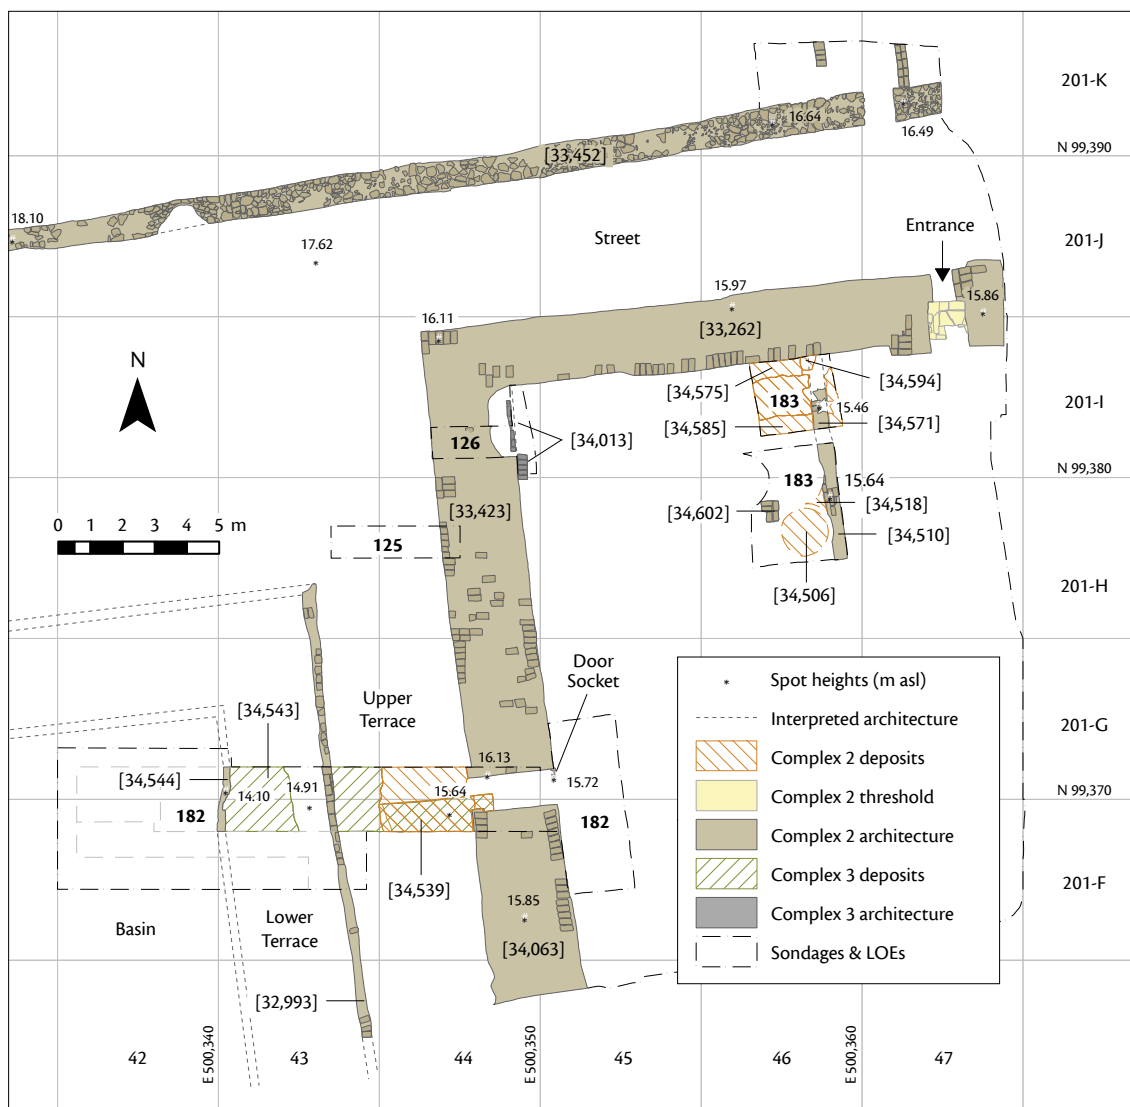 201-K
16.64
16.49
N 99,390
[33,452]
18.10
17.62
Street
Entrance
201-J
15.97
15.86
16.11
[33,262]
N
[34,575]
183
[34,594]
15.46
201-I
[34,585]
[34,571]
126
[34,013]
N 99,380
183
15.64
[33,423]
[34,518]
0 1 2 3 4 5 m
[34,602]
[34,510]
125
[34,506]
201-H
Door
Socket
Spot heights (m asl)
Upper
Terrace
[34,543]
Interpreted architecture
201-G
Complex 2 deposits
[34,544]
16.13
15.72
14.10
14.91
15.64
N 99,370
Complex 2 threshold
182
182
Complex 2 architecture
[34,539]
Complex 3 deposits
201-F
15.85
Complex 3 architecture
Basin
Lower
Terrace
[34,063]
Sondages & LOEs
[32,993]
42
E 500,340
43
44
E 500,350
45
46
E 500,360
47